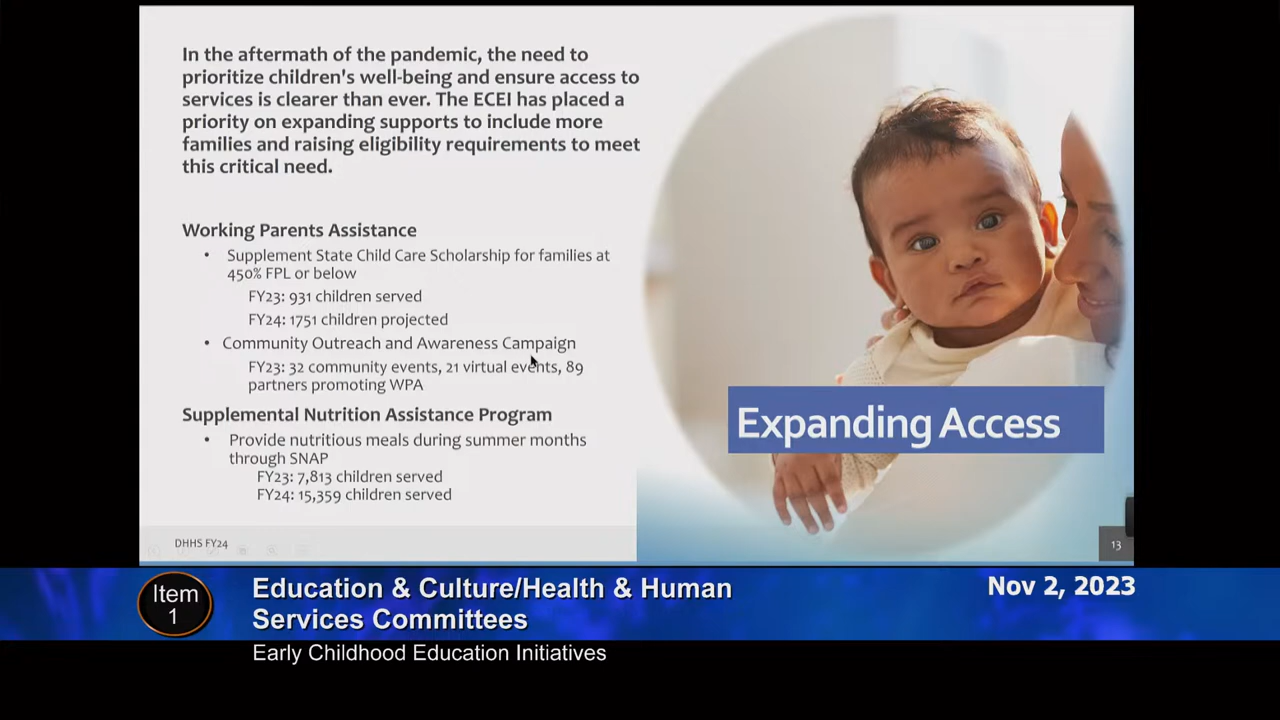 In the aftermath of the pandemic, the need to
prioritize children's well-being and ensure access to
services is clearer than ever. The ECEI has placed a
priority on expanding supports to include more
families and raising eligibility requirements to meet
this critical need.
Working Parents Assistance
• Supplement State Child Care Scholarship for families at
450% FPL or below
FY23: 931 children served
FY24: 1751 children projected
• Community Outreach and Awareness Campaign
FY23: 32 community events, 21 virtual events, 89
partners promoting WPA
Supplemental Nutrition Assistance Program
• Provide nutritious meals during summer months
through SNAP
FY23: 7,813 children served
FY24: 15,359 children served
Expanding Access
DHHS FY24
13
Item
1
Education & Culture/Health & Human
Services Committees
Nov 2, 2023
Early Childhood Education Initiatives